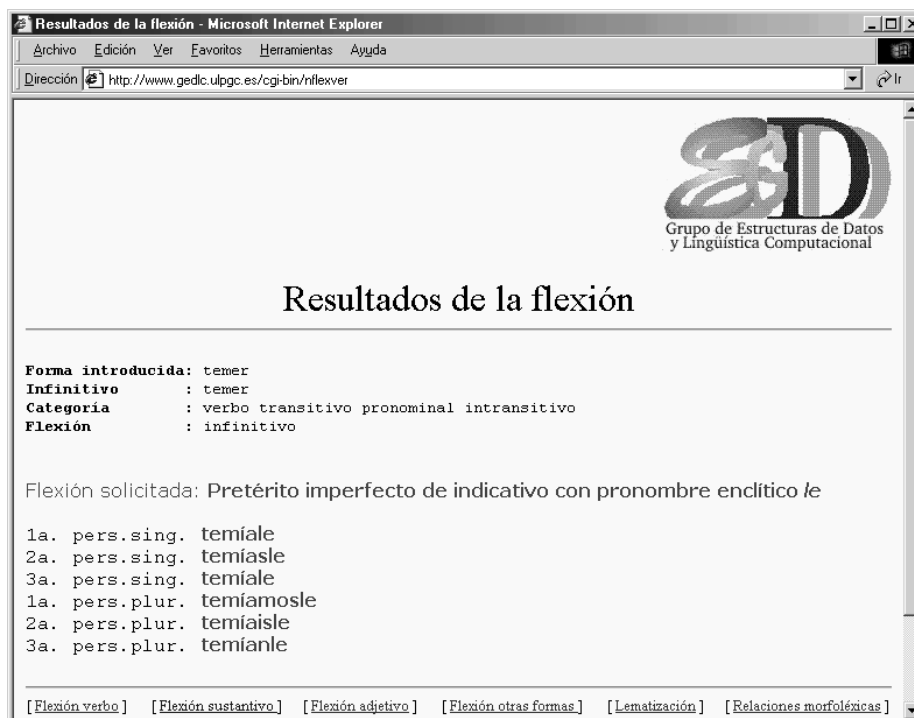 Resultados de la flexión - Microsoft Internet Explorer
Archivo Edición Ver Favoritos Herramientas Ayuda
Dirección http://www.gedlc.ulpgc.es/cgi-bin/nflexver Ir
Grupo de Estructuras de Datos
y Lingüística Computacional
Resultados de la flexión
Forma introducida: temer
Infinitivo : temer
Categoría : verbo transitivo pronominal intransitivo
Flexión : infinitivo
Flexión solicitada: Pretérito imperfecto de indicativo con pronombre enclítico le
1a. pers.sing. temíale
2a. pers.sing. temíasle
3a. pers.sing. temíale
1a. pers.plur. temíamosle
2a. pers.plur. temíaisle
3a. pers.plur. temíanle
[ Flexión verbo ] [ Flexión sustantivo ] [ Flexión adjetivo ] [ Flexión otras formas ] [ Lematización ] [ Relaciones morfoléxicas ]